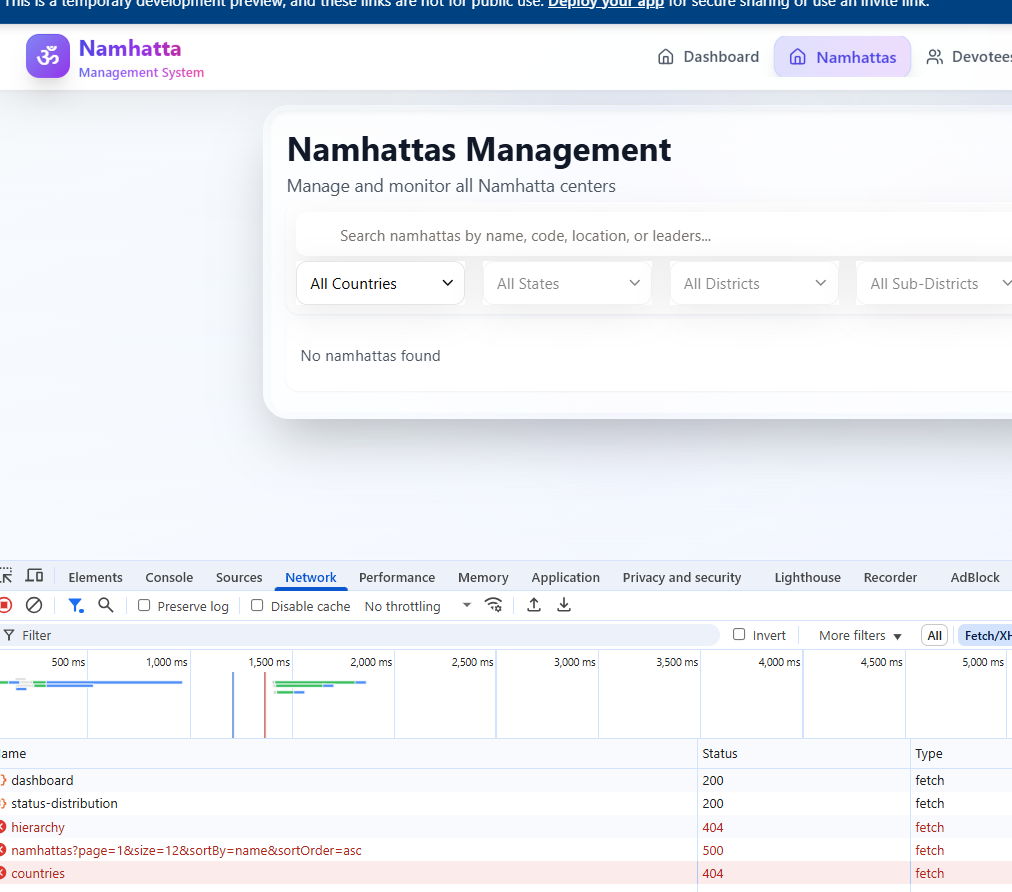 This is a temporary development preview, and these links are not for public use. Deploy your app for secure sharing or use an invite link.
ॐ
Namhatta
Management System
Dashboard
Namhattas
Devotees
Namhattas Management
Manage and monitor all Namhatta centers
Search namhattas by name, code, location, or leaders...
All Countries
All States
All Districts
All Sub-Districts
No namhattas found
Elements Console Sources Network Performance Memory Application Privacy and security Lighthouse Recorder AdBlock
Preserve log Disable cache No throttling
Filter Invert More filters ▼ All Fetch/XH
500 ms 1,000 ms 1,500 ms 2,000 ms 2,500 ms 3,000 ms 3,500 ms 4,000 ms 4,500 ms 5,000 ms
ame Status Type
dashboard 200 fetch
status-distribution 200 fetch
hierarchy 404 fetch
namhattas?page=1&size=12&sortBy=name&sortOrder=asc 500 fetch
countries 404 fetch